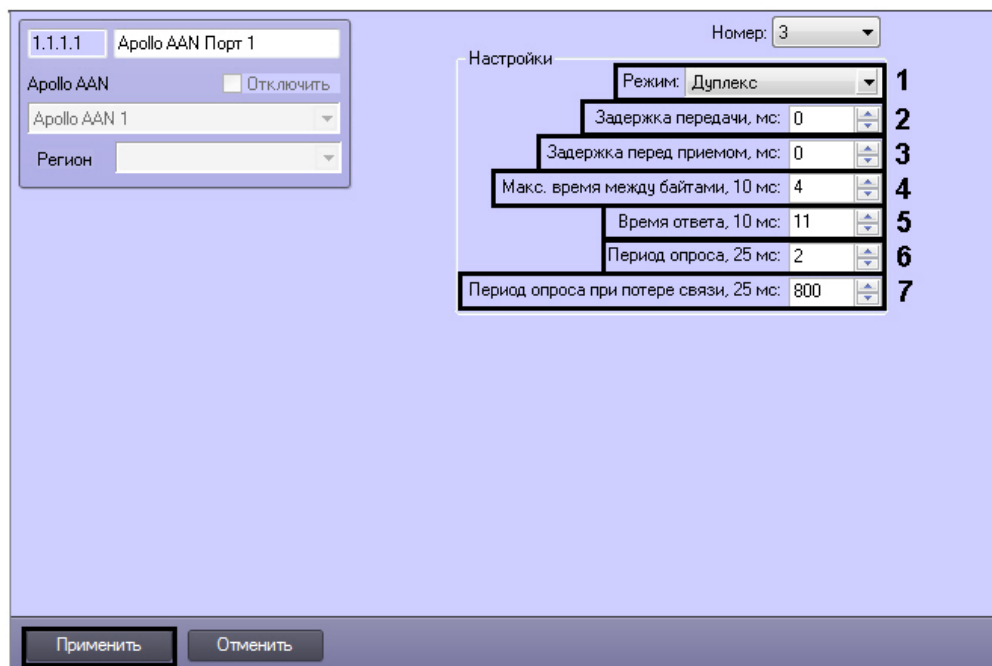 1.1.1.1 Apollo AAN Порт 1
Apollo AAN Отключить
Apollo AAN 1
Регион
Номер: 3
Настройки
Режим: Дуплекс 1
Задержка передачи, мс: 0 2
Задержка перед приемом, мс: 0 3
Макс. время между байтами, 10 мс: 4 4
Время ответа, 10 мс: 11 5
Период опроса, 25 мс: 2 6
Период опроса при потере связи, 25 мс: 800 7
Применить Отменить